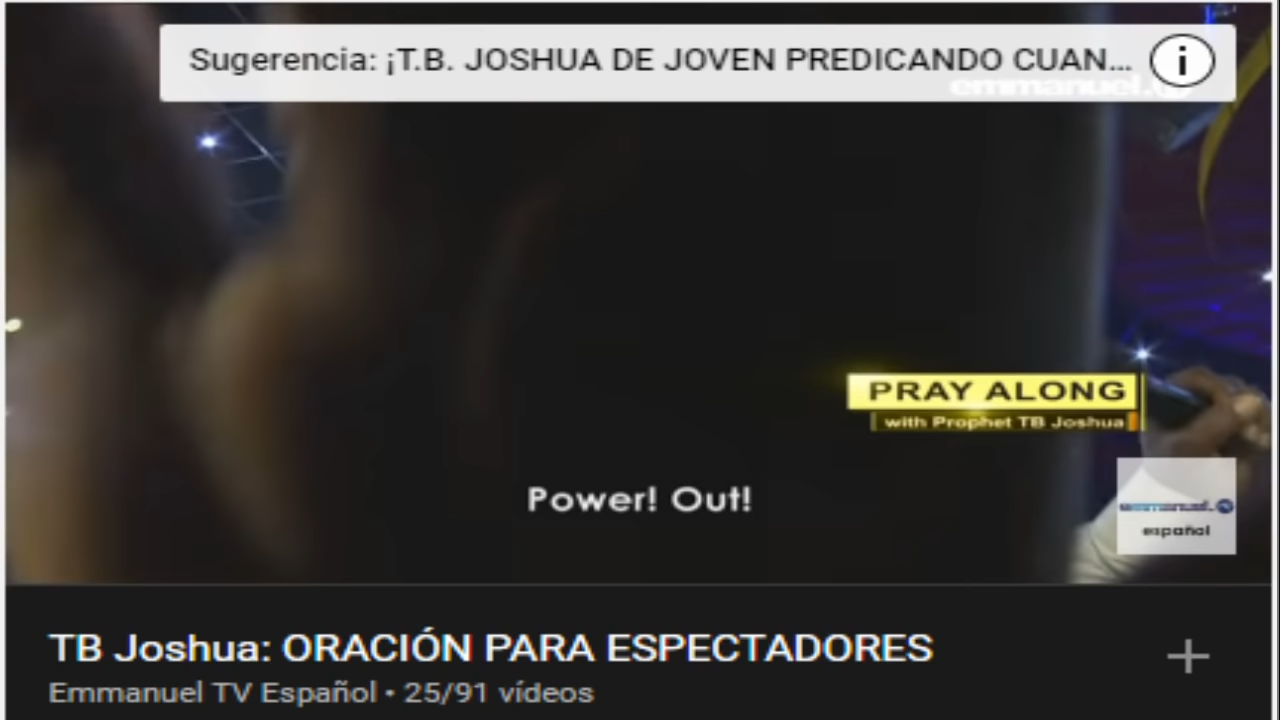 Sugerencia: ¡T.B. JOSHUA DE JOVEN PREDICANDO CUAN...
emmanuel.
PRAY ALONG
with Prophet TB Joshua
Power! Out!
emmanuel.tv
español
TB Joshua: ORACIÓN PARA ESPECTADORES
Emmanuel TV Español • 25/91 vídeos